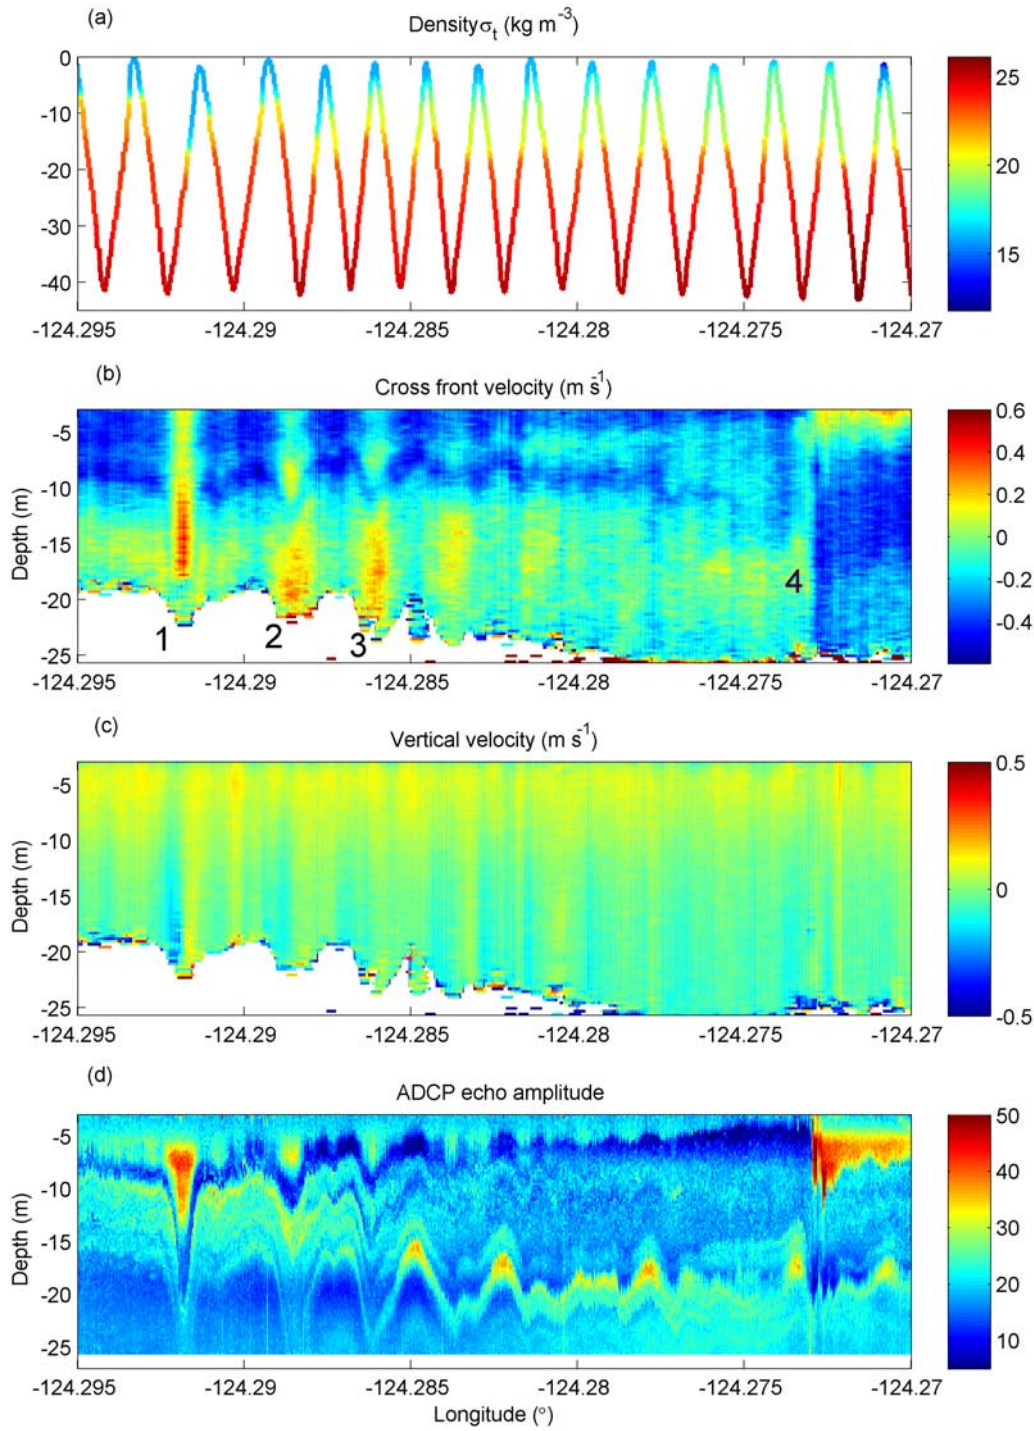 (a)
Densityσt (kg m-3)
0
-10
-20
-30
-40
25
20
15
-124.295 -124.29 -124.285 -124.28 -124.275 -124.27
(b)
Cross front velocity (m s-1)
Depth (m)
-5
-10
-15
-20
-25
1 2 3 4
0.6
0.4
0.2
0
-0.2
-0.4
-124.295 -124.29 -124.285 -124.28 -124.275 -124.27
(c)
Vertical velocity (m s-1)
Depth (m)
-5
-10
-15
-20
-25
0.5
0
-0.5
-124.295 -124.29 -124.285 -124.28 -124.275 -124.27
(d)
ADCP echo amplitude
Depth (m)
-5
-10
-15
-20
-25
50
40
30
20
10
-124.295 -124.29 -124.285 -124.28 -124.275 -124.27
Longitude (°)